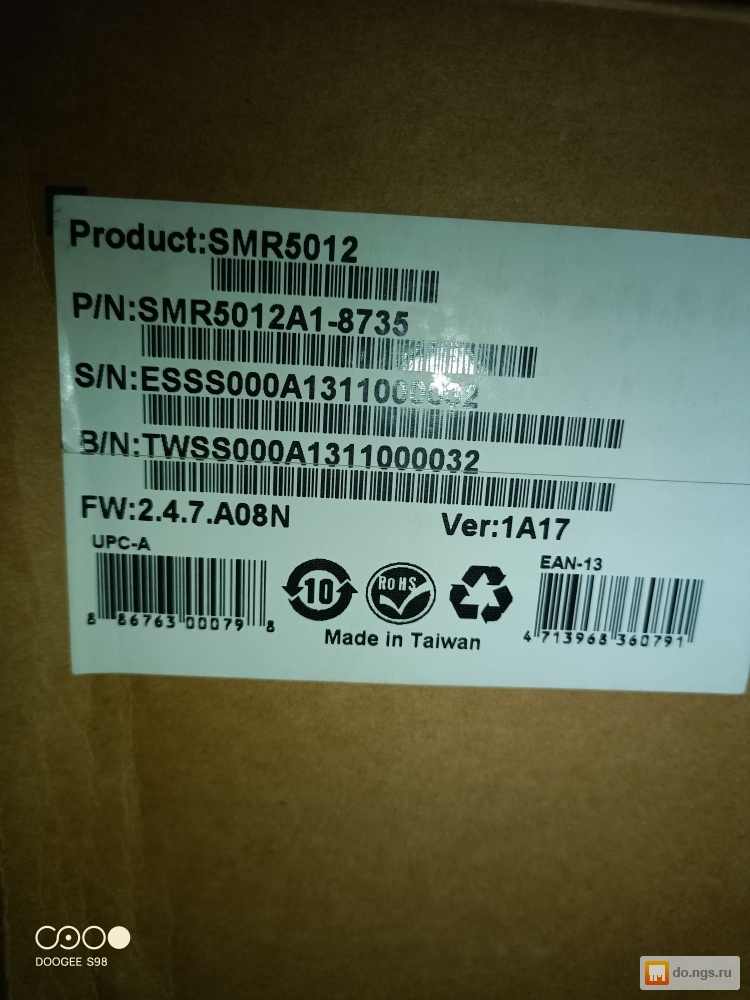 Product:SMR5012
P/N:SMR5012A1-8735
S/N:ESSS000A1311000032
B/N:TWSS000A1311000032
FW:2.4.7.A08N
Ver:1A17
UPC-A
8 86763 00079 8
10
RoHS
EAN-13
4 713968 360791
Made in Taiwan
DOOGEE S98
do.ngs.ru